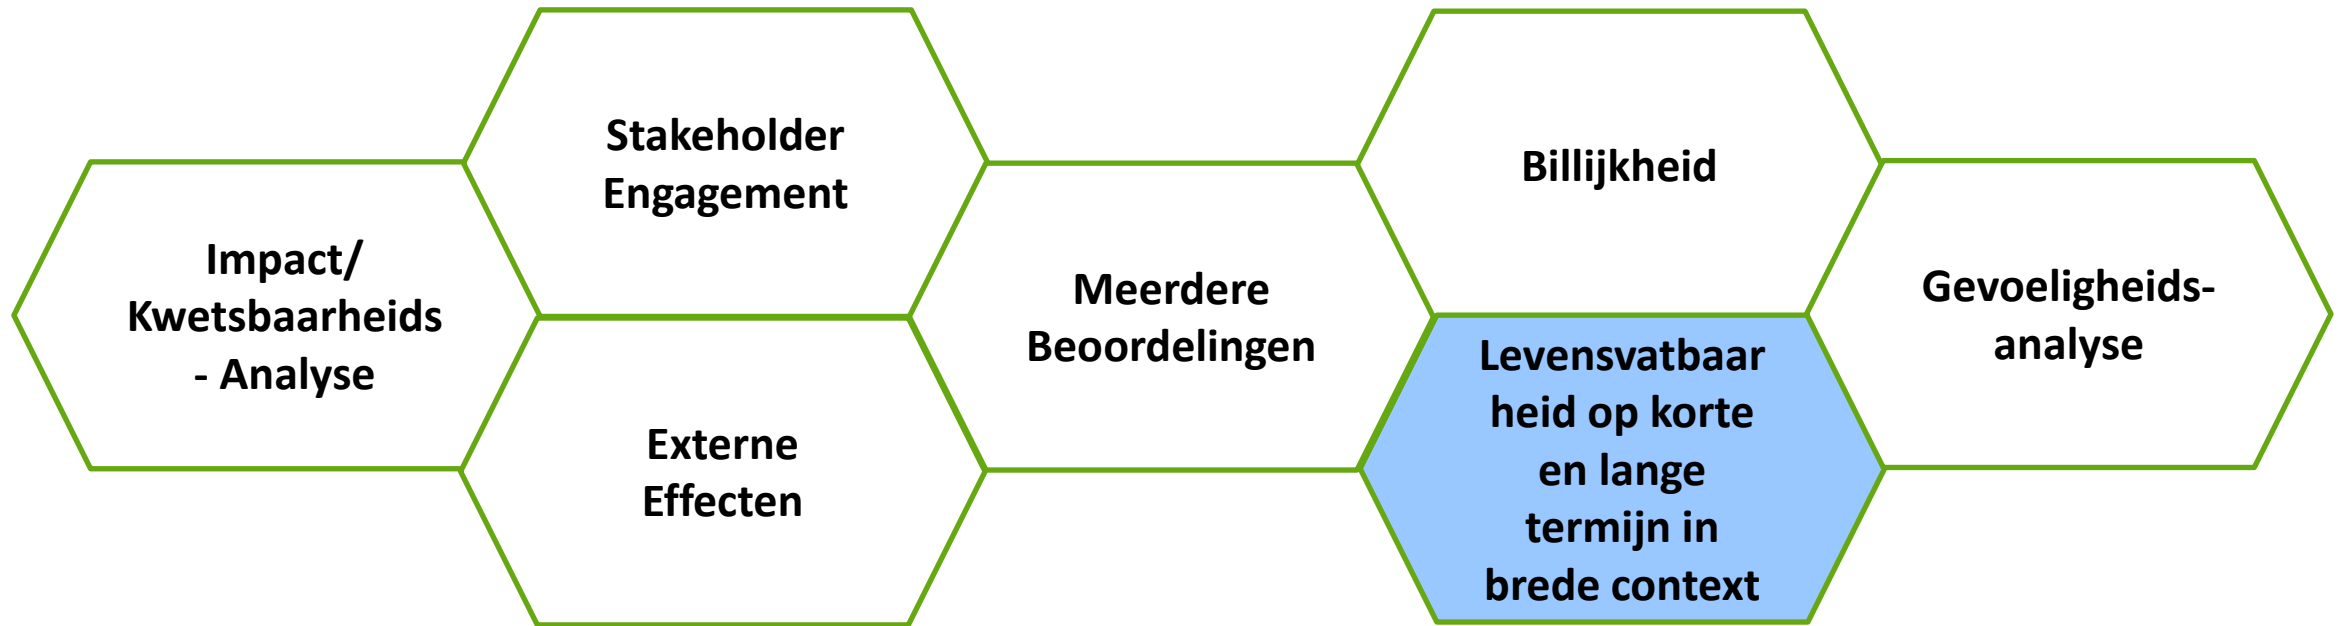 Impact/
Kwetsbaarheids
- Analyse
Stakeholder
Engagement
Externe
Effecten
Meerdere
Beoordelingen
Billijkheid
Levensvatbaar
heid op korte
en lange
termijn in
brede context
Gevoeligheids-
analyse